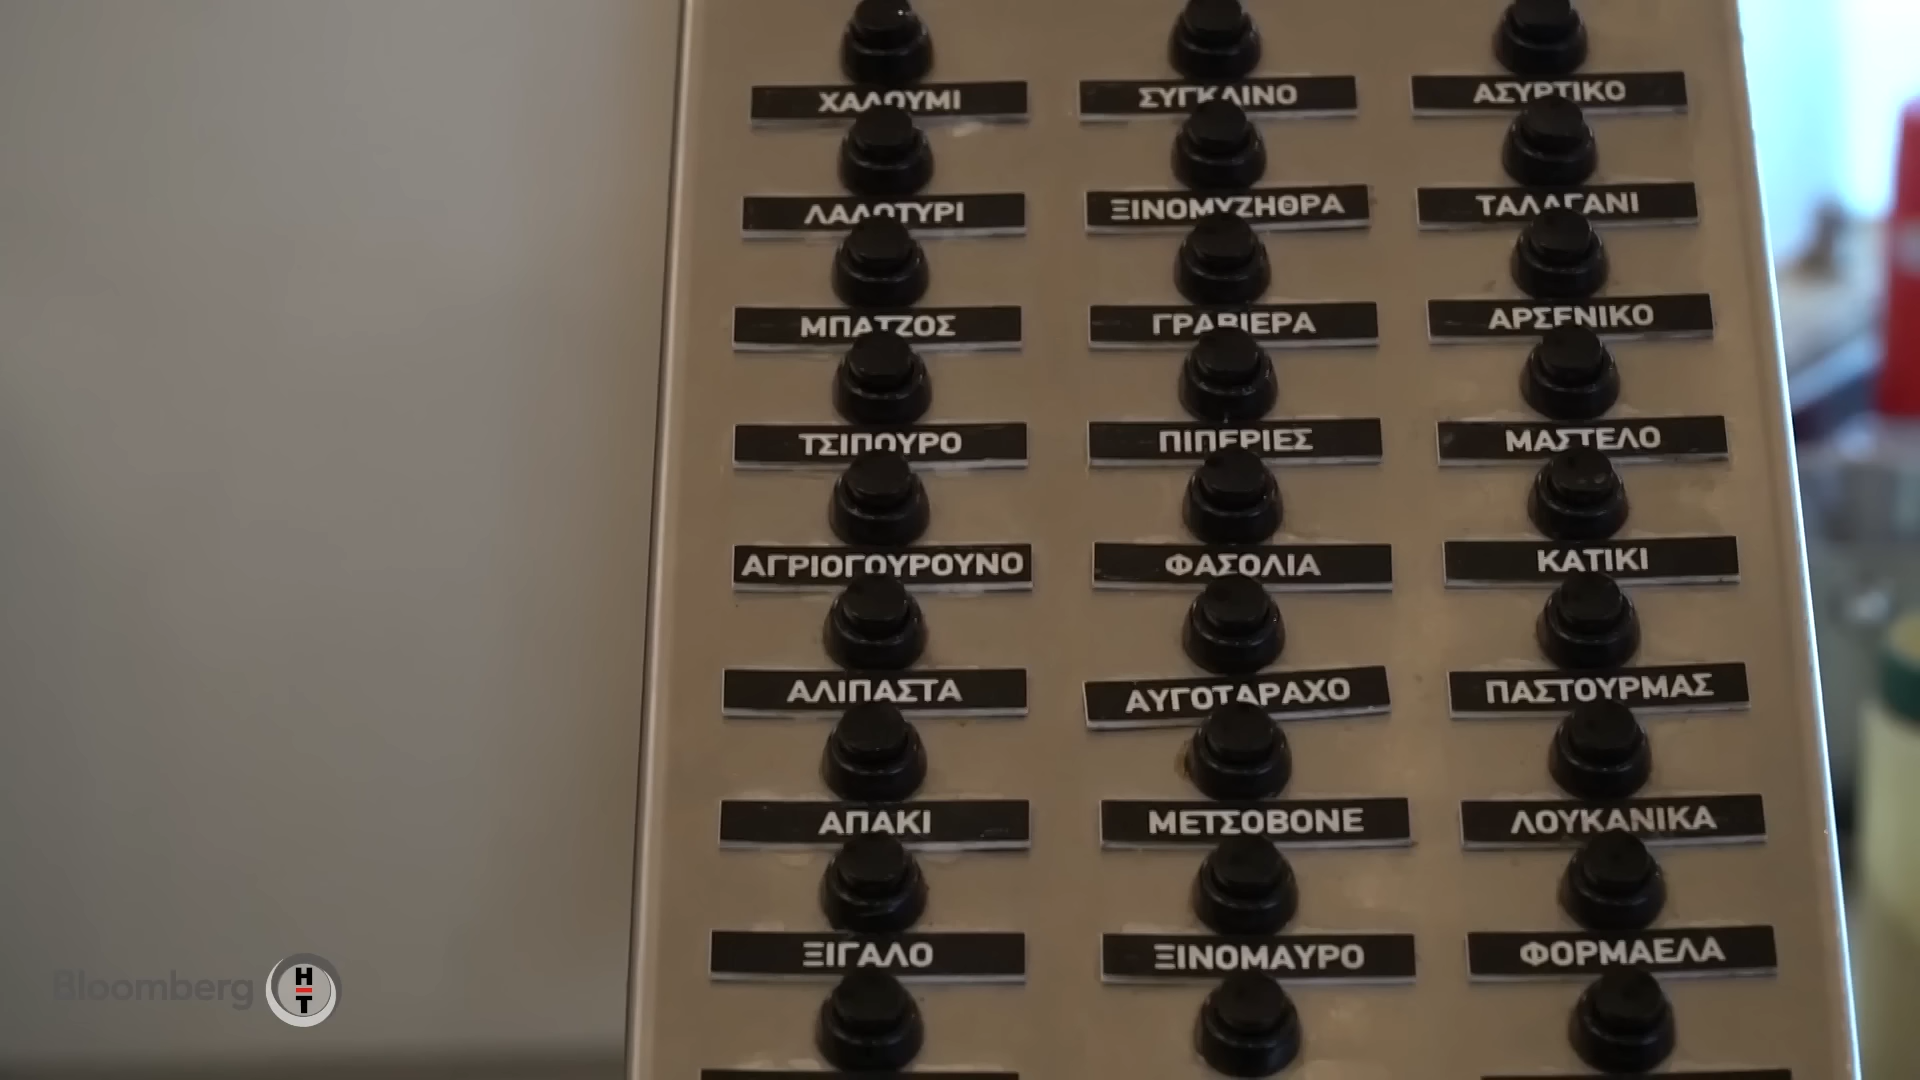 ΧΑΛΟΥΜΙ ΣΥΓΚΛΙΝΟ ΑΣΥΡΤΙΚΟ
ΛΑΔΟΤΥΡΙ ΞΙΝΟΜΥΖΗΘΡΑ ΤΑΛΑΓΑΝΙ
ΜΠΑΤΖΟΣ ΓΡΑΒΙΕΡΑ ΑΡΣΕΝΙΚΟ
ΤΣΙΠΟΥΡΟ ΠΙΠΕΡΙΕΣ ΜΑΣΤΕΛΟ
ΑΓΡΙΟΓΟΥΡΟΥΝΟ ΦΑΣΟΛΙΑ ΚΑΤΙΚΙ
ΑΛΙΠΑΣΤΑ ΑΥΓΟΤΑΡΑΧΟ ΠΑΣΤΟΥΡΜΑΣ
ΑΠΑΚΙ ΜΕΤΣΟΒΟΝΕ ΛΟΥΚΑΝΙΚΑ
ΞΙΓΑΛΟ ΞΙΝΟΜΑΥΡΟ ΦΟΡΜΑΕΛΑ
Bloomberg HT